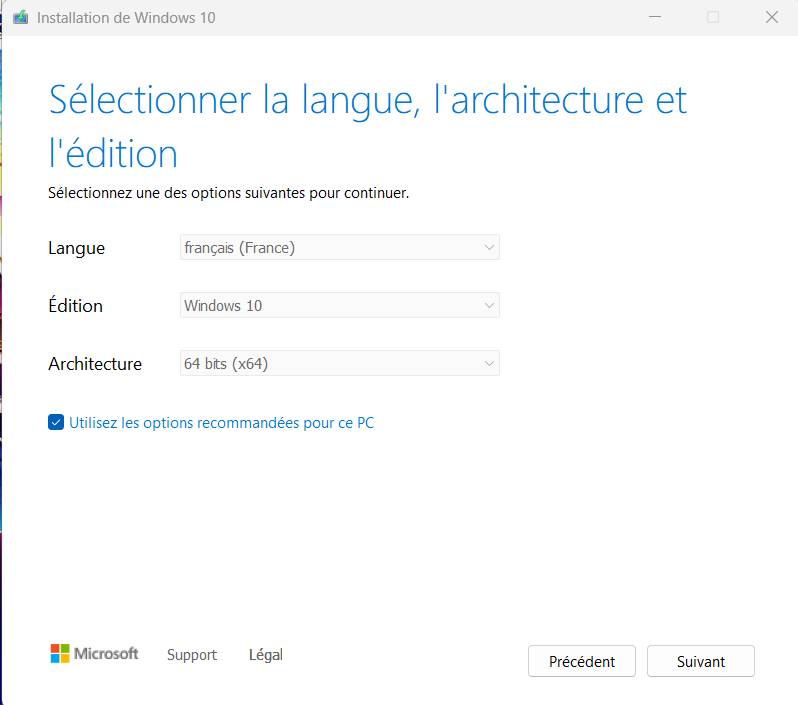 Installation de Windows 10
Sélectionner la langue, l'architecture et
l'édition
Sélectionnez une des options suivantes pour continuer.
Langue français (France)
Édition Windows 10
Architecture 64 bits (x64)
Utilisez les options recommandées pour ce PC
Microsoft Support Légal Précédent Suivant